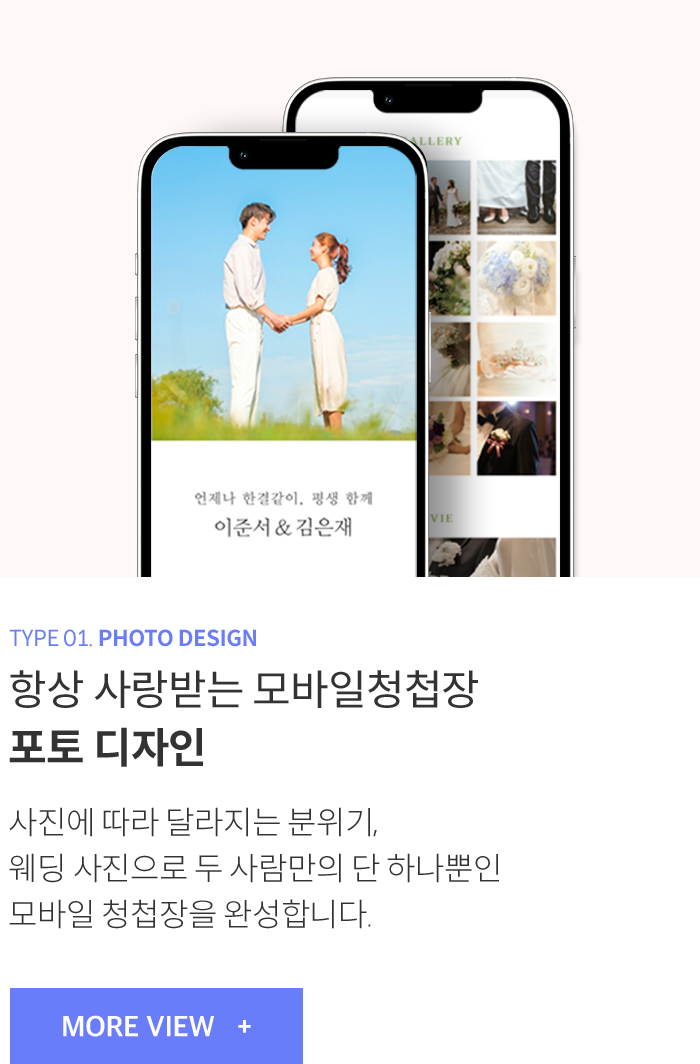 언제나 한결같이, 평생 함께
이준서 & 김은재
TYPE 01. PHOTO DESIGN
항상 사랑받는 모바일청첩장
포토 디자인
사진에 따라 달라지는 분위기,
웨딩 사진으로 두 사람만의 단 하나뿐인
모바일 청첩장을 완성합니다.
MORE VIEW +